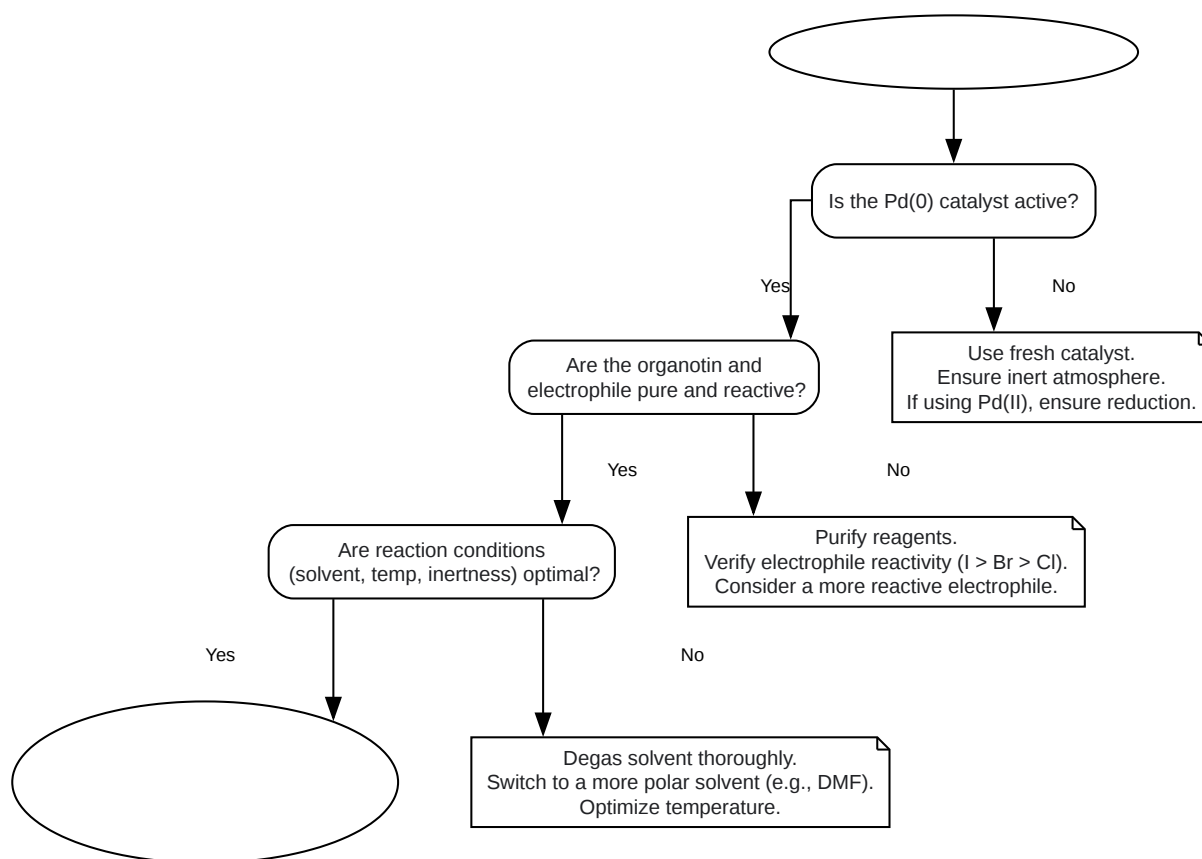 Is the Pd(0) catalyst active?
Yes
No
Are the organotin and
electrophile pure and reactive?
Use fresh catalyst.
Ensure inert atmosphere.
If using Pd(II), ensure reduction.
Yes
No
Are reaction conditions
(solvent, temp, inertness) optimal?
Purify reagents.
Verify electrophile reactivity (I > Br > Cl).
Consider a more reactive electrophile.
Yes
No
Degas solvent thoroughly.
Switch to a more polar solvent (e.g., DMF).
Optimize temperature.